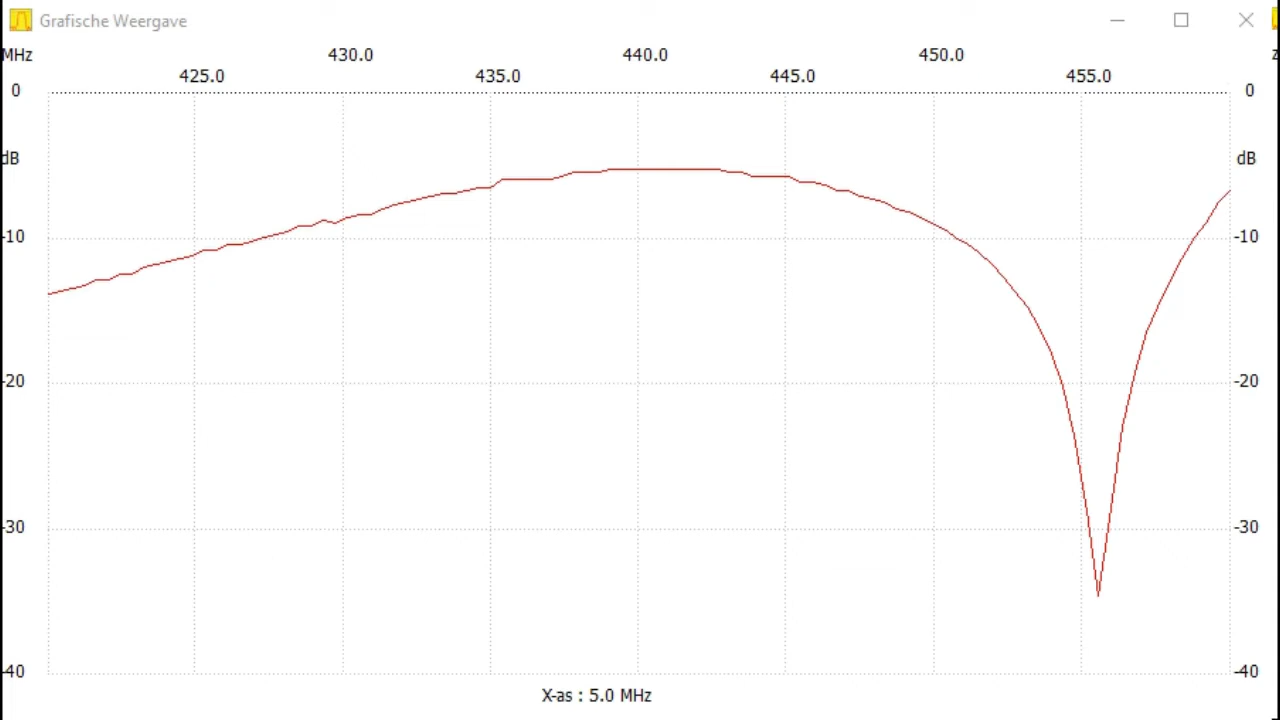 Grafische Weergave
MHz 430.0 440.0 450.0
425.0 435.0 445.0 455.0
0 0
dB dB
-10 -10
-20 -20
-30 -30
-40 -40
X-as : 5.0 MHz